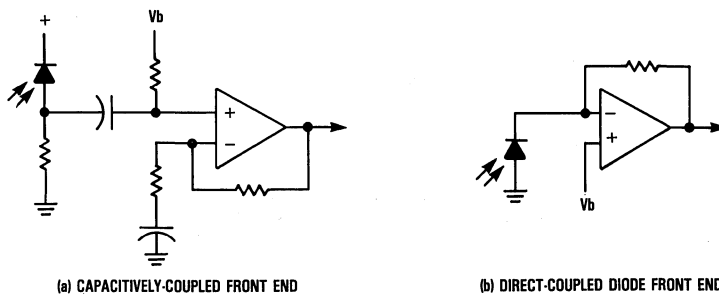 +
Vb
+
−
(a) CAPACITIVELY-COUPLED FRONT END
−
+
Vb
(b) DIRECT-COUPLED DIODE FRONT END